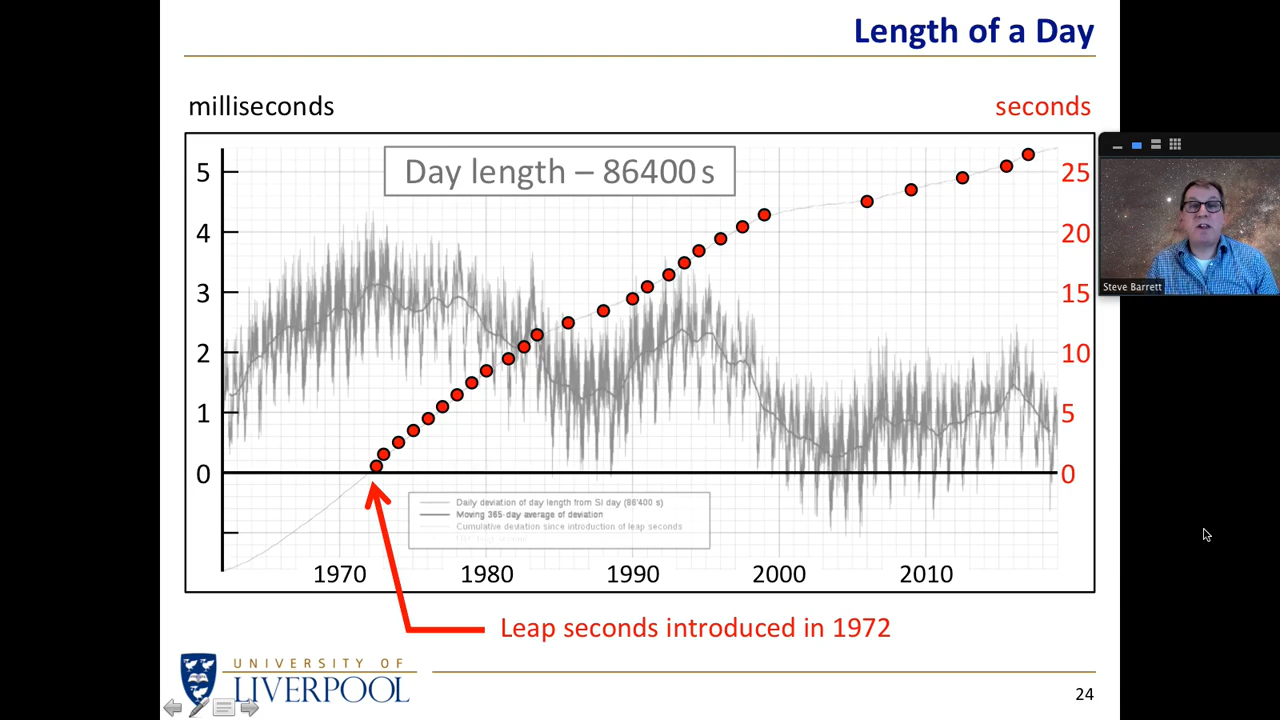 Length of a Day
milliseconds
seconds
Day length – 86400 s
5
4
3
2
1
0
25
20
15
10
5
0
Daily deviation of day length from SI day (86'400 s)
Moving 365-day average of deviation
Cumulative deviation since introduction of leap seconds
1970 1980 1990 2000 2010
Leap seconds introduced in 1972
Steve Barrett
UNIVERSITY OF
LIVERPOOL
24